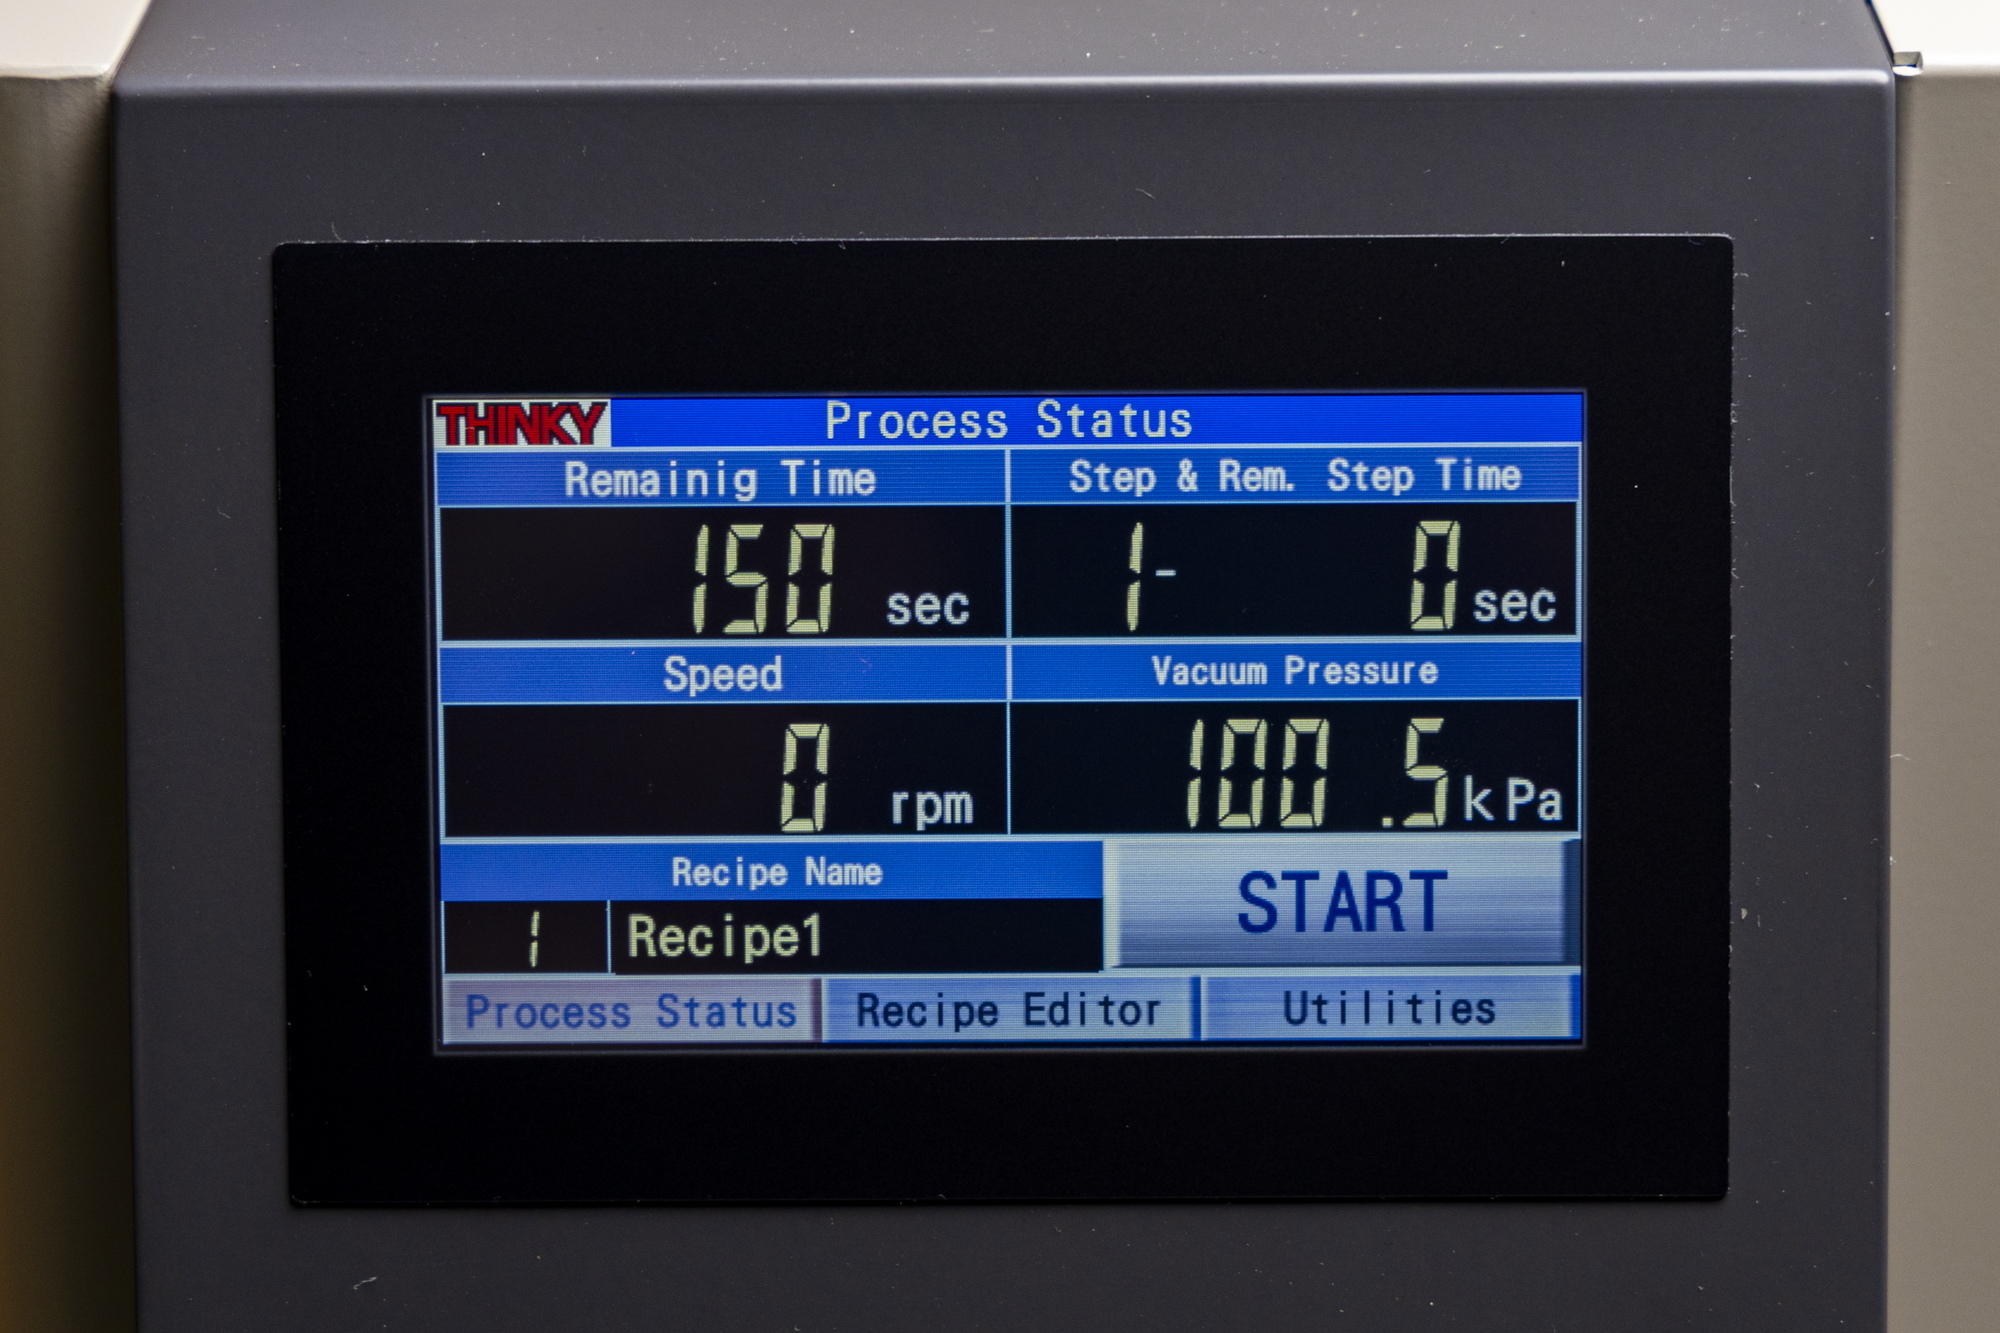 THINKY Process Status
Remainig Time Step & Rem. Step Time
150 sec 1- 0 sec
Speed Vacuum Pressure
0 rpm 100.5 kPa
Recipe Name
START
1 Recipe1
Process Status Recipe Editor Utilities